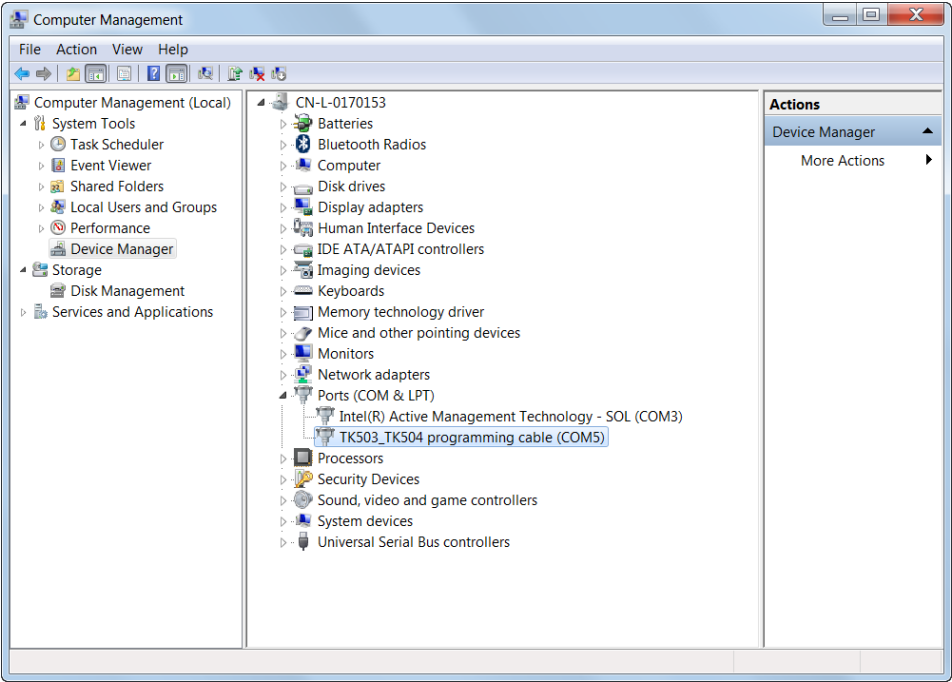 Computer Management
File Action View Help
Computer Management (Local)
System Tools
Task Scheduler
Event Viewer
Shared Folders
Local Users and Groups
Performance
Device Manager
Storage
Disk Management
Services and Applications
CN-L-0170153
Batteries
Bluetooth Radios
Computer
Disk drives
Display adapters
Human Interface Devices
IDE ATA/ATAPI controllers
Imaging devices
Keyboards
Memory technology driver
Mice and other pointing devices
Monitors
Network adapters
Ports (COM & LPT)
Intel(R) Active Management Technology - SOL (COM3)
TK503_TK504 programming cable (COM5)
Processors
Security Devices
Sound, video and game controllers
System devices
Universal Serial Bus controllers
Actions
Device Manager
More Actions